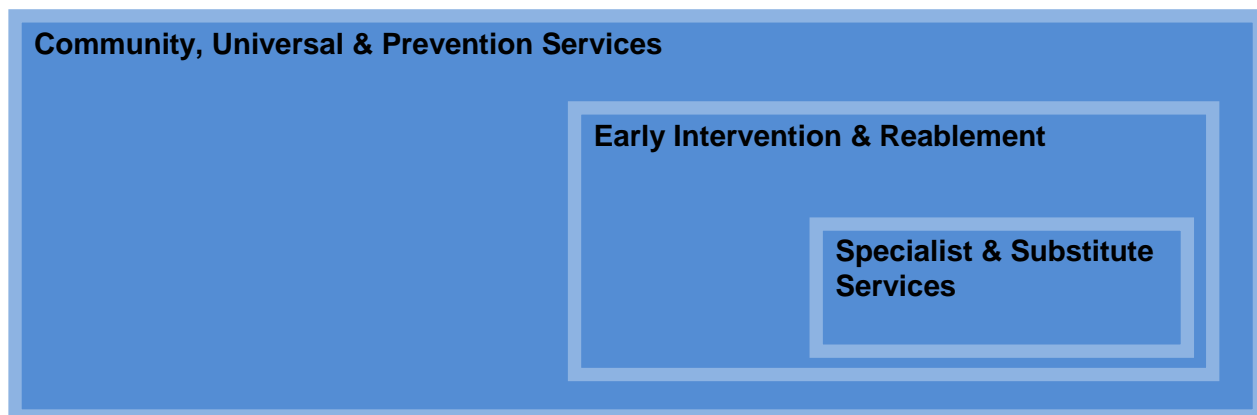 Community, Universal & Prevention Services
Early Intervention & Reablement
Specialist & Substitute
Services